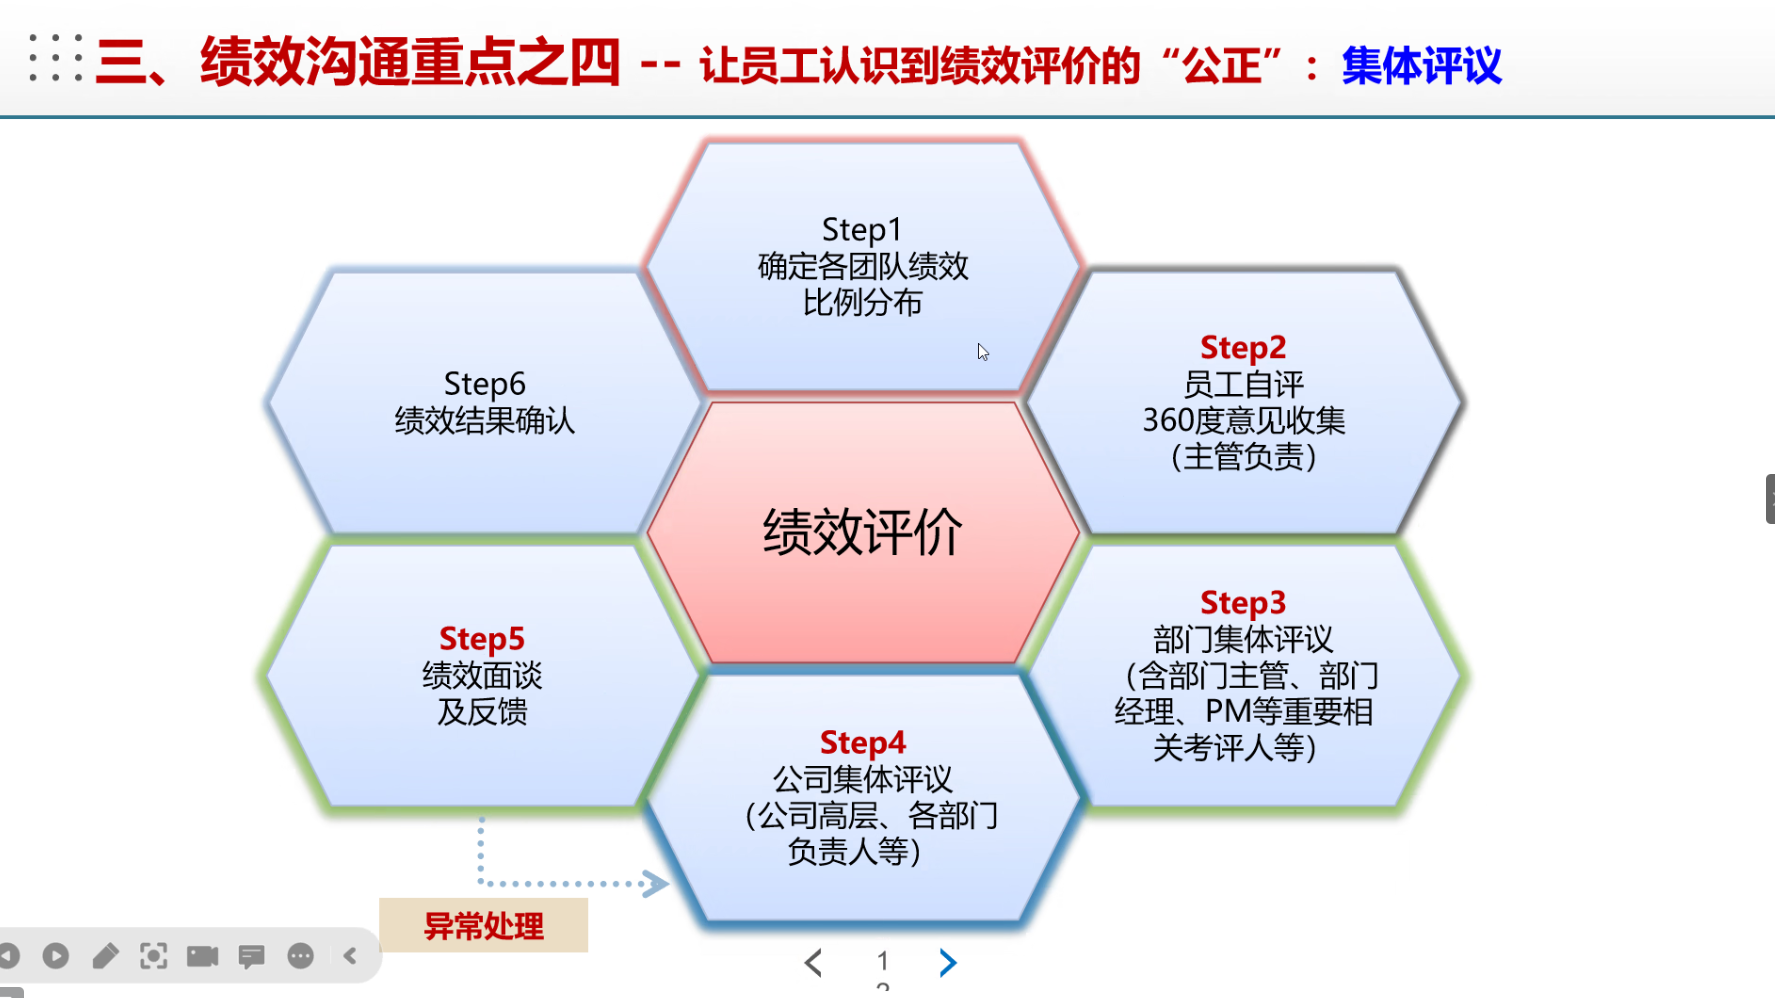 三、绩效沟通重点之四 -- 让员工认识到绩效评价的“公正”：集体评议
Step1
确定各团队绩效
比例分布
Step2
员工自评
360度意见收集
（主管负责）
Step3
部门集体评议
（含部门主管、部门
经理、PM等重要相
关考评人等）
Step4
公司集体评议
（公司高层、各部门
负责人等）
Step5
绩效面谈
及反馈
Step6
绩效结果确认
绩效评价
异常处理
1